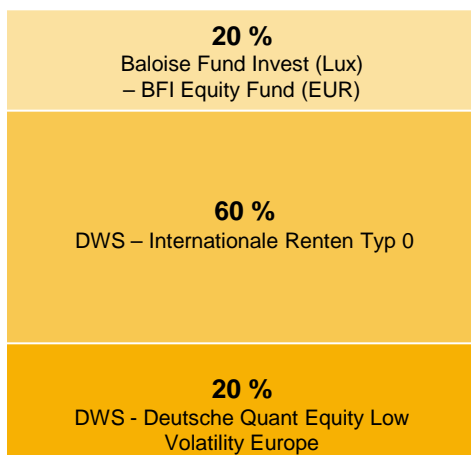 20 %
Baloise Fund Invest (Lux)
– BFI Equity Fund (EUR)
60 %
DWS – Internationale Renten Typ 0
20 %
DWS - Deutsche Quant Equity Low
Volatility Europe